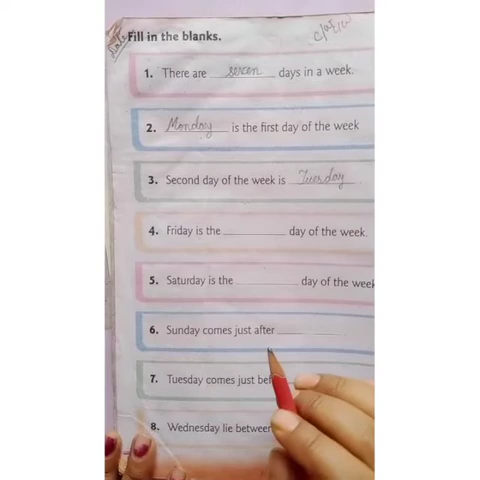 Fill in the blanks.
1. There are seven days in a week.
2. Monday is the first day of the week
3. Second day of the week is Tuesday.
4. Friday is the ________ day of the week.
5. Saturday is the ________ day of the week
6. Sunday comes just after ________
7. Tuesday comes just
8. Wednesday lie between